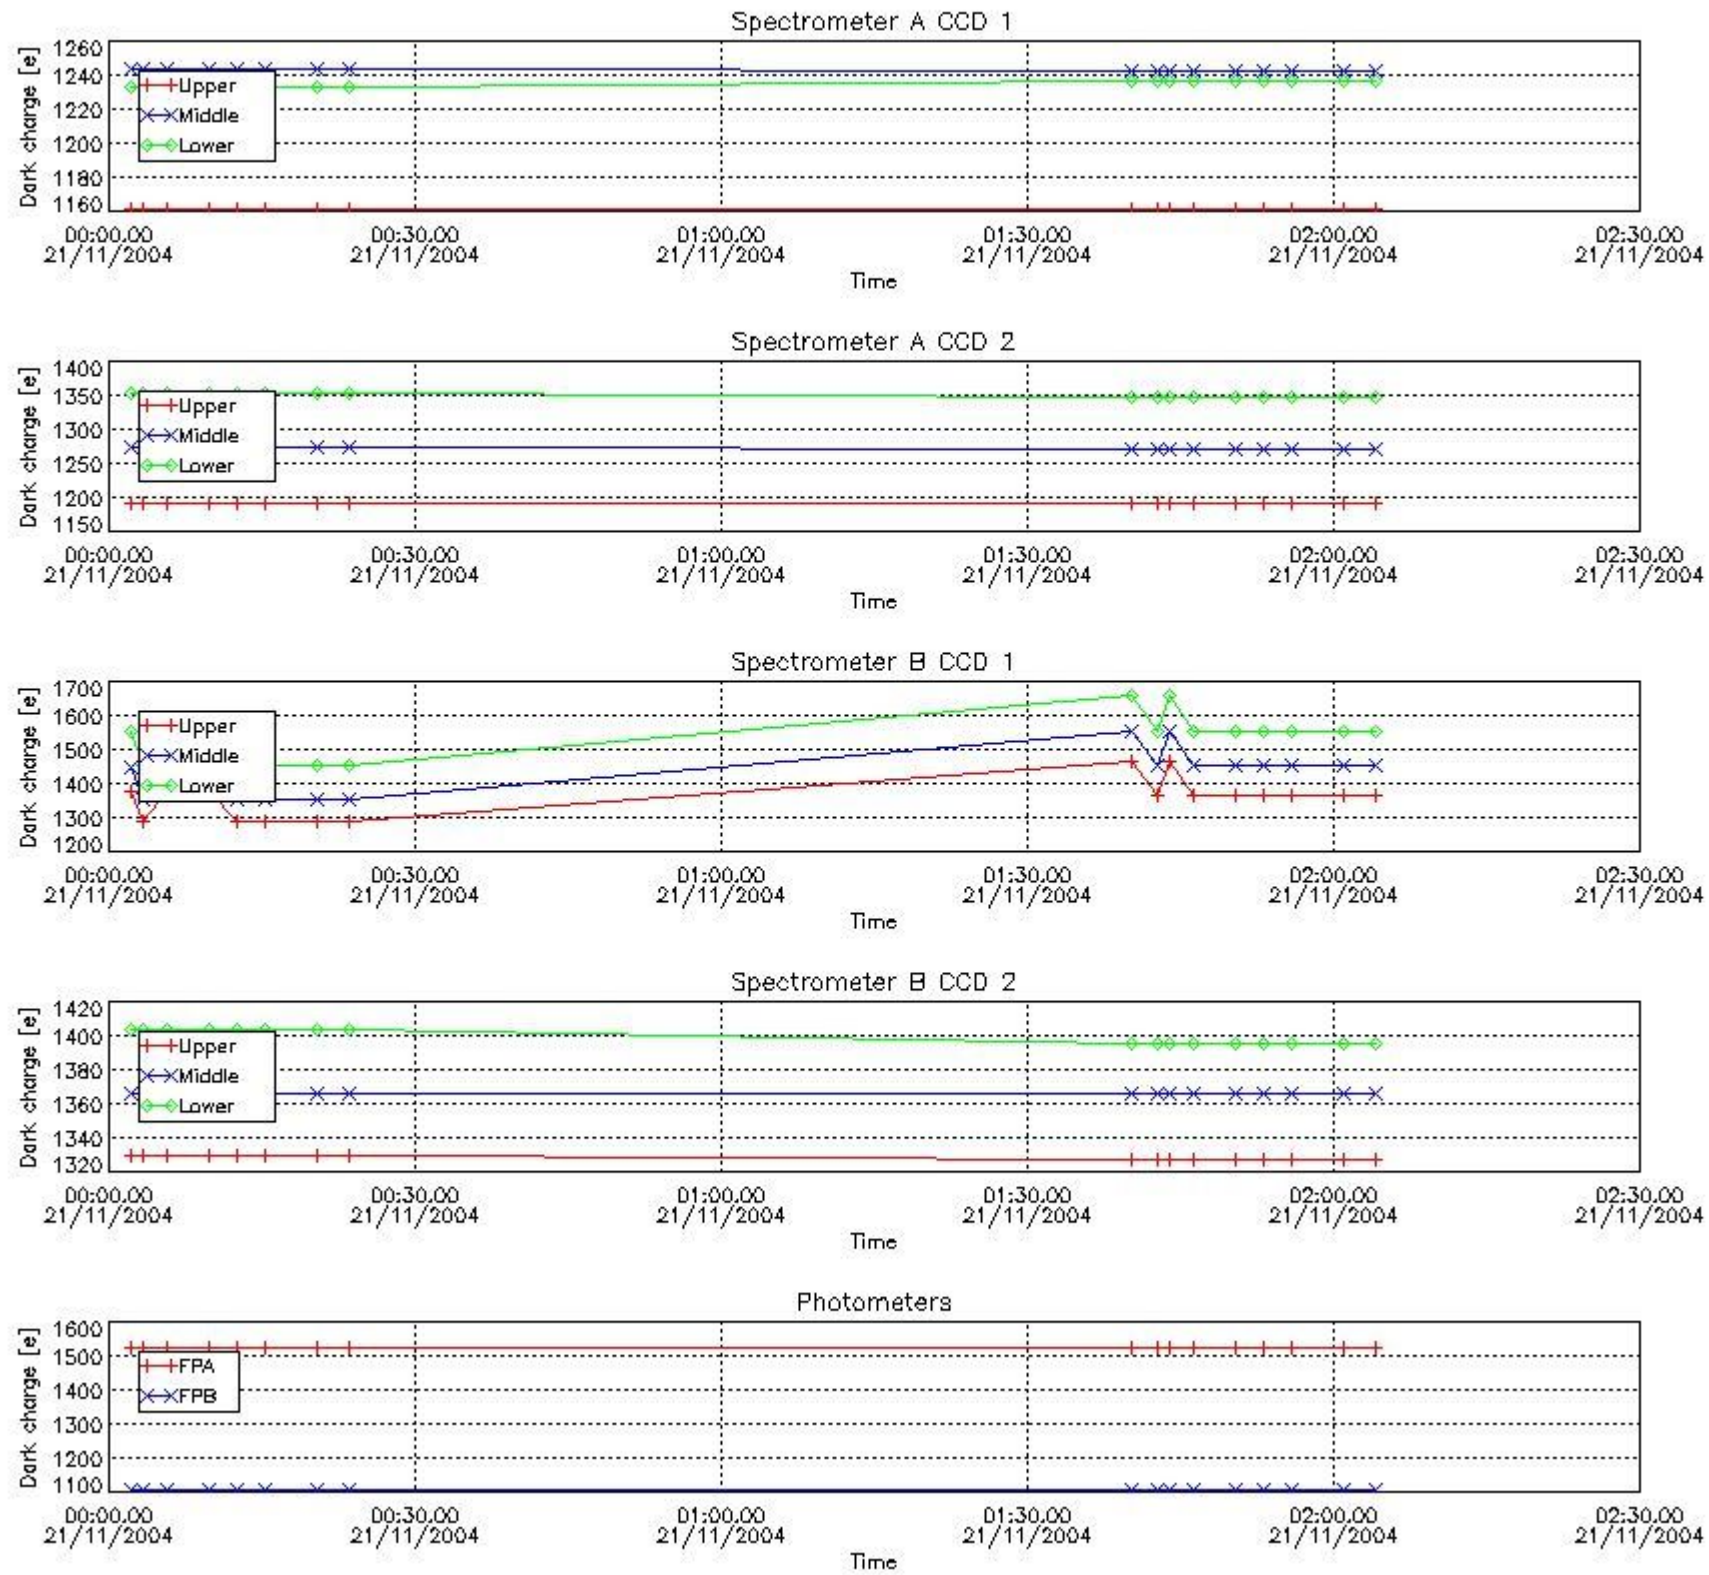 Spectrometer A CCD 1
Dark charge [e]
1260
1240
1220
1200
1180
1160
Upper
Middle
Lower
00:00.00 00:30.00 01:00.00 01:30.00 02:00.00 02:30.00
21/11/2004 21/11/2004 21/11/2004 21/11/2004 21/11/2004 21/11/2004
Time
Spectrometer A CCD 2
Dark charge [e]
1400
1350
1300
1250
1200
1150
Upper
Middle
Lower
00:00.00 00:30.00 01:00.00 01:30.00 02:00.00 02:30.00
21/11/2004 21/11/2004 21/11/2004 21/11/2004 21/11/2004 21/11/2004
Time
Spectrometer B CCD 1
Dark charge [e]
1700
1600
1500
1400
1300
1200
Upper
Middle
Lower
00:00.00 00:30.00 01:00.00 01:30.00 02:00.00 02:30.00
21/11/2004 21/11/2004 21/11/2004 21/11/2004 21/11/2004 21/11/2004
Time
Spectrometer B CCD 2
Dark charge [e]
1420
1400
1380
1360
1340
1320
Upper
Middle
Lower
00:00.00 00:30.00 01:00.00 01:30.00 02:00.00 02:30.00
21/11/2004 21/11/2004 21/11/2004 21/11/2004 21/11/2004 21/11/2004
Time
Photometers
Dark charge [e]
1600
1500
1400
1300
1200
1100
FPA
FPB
00:00.00 00:30.00 01:00.00 01:30.00 02:00.00 02:30.00
21/11/2004 21/11/2004 21/11/2004 21/11/2004 21/11/2004 21/11/2004
Time